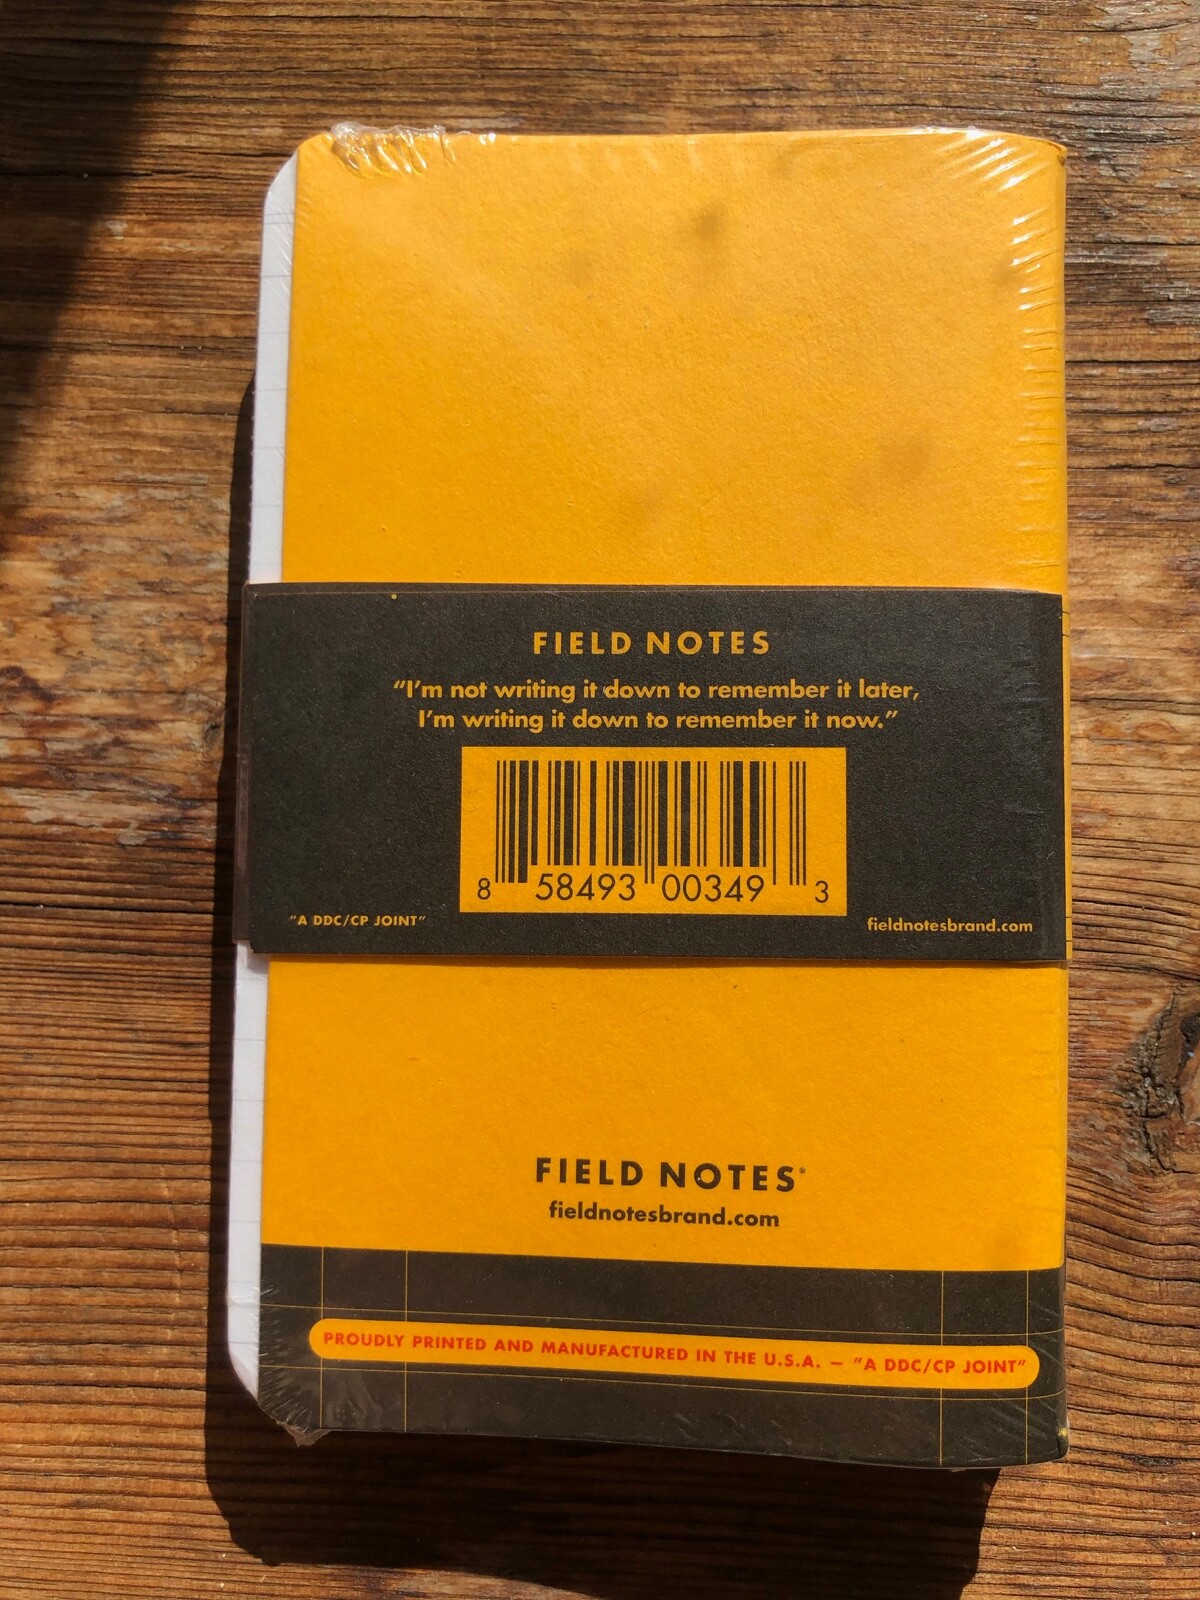 FIELD NOTES
“I’m not writing it down to remember it later,
I’m writing it down to remember it now.”
8 58493 00349 3
“A DDC/CP JOINT”
fieldnotesbrand.com
FIELD NOTES®
fieldnotesbrand.com
PROUDLY PRINTED AND MANUFACTURED IN THE U.S.A. — “A DDC/CP JOINT”